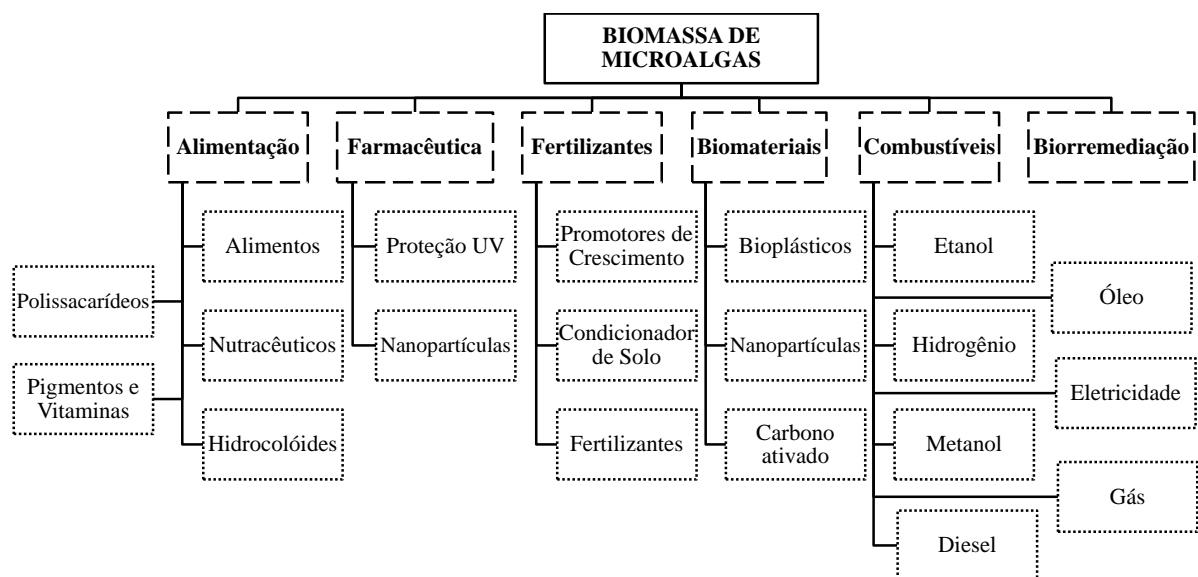 BIOMASSA DE
MICROALGAS
Alimentação
Farmacêutica
Fertilizantes
Biomateriais
Combustíveis
Biorremediação
Alimentos
Polissacarídeos
Nutracêuticos
Pigmentos e
Vitaminas
Hidrocolóides
Proteção UV
Nanopartículas
Promotores de
Crescimento
Condicionador
de Solo
Fertilizantes
Bioplásticos
Nanopartículas
Carbono
ativado
Etanol
Óleo
Hidrogênio
Eletricidade
Metanol
Gás
Diesel